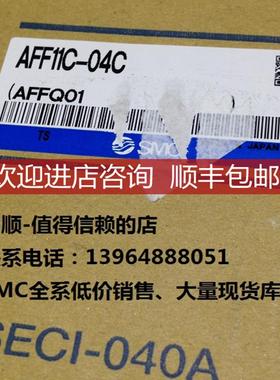 AFF11C-04C
(AFFQ01
TS
SMC
JAPAN
欢迎进店咨询 顺丰包邮
顺-值得信赖的店
系电话：13964888051
MC全系低价销售、大量现货库
SECI-040A